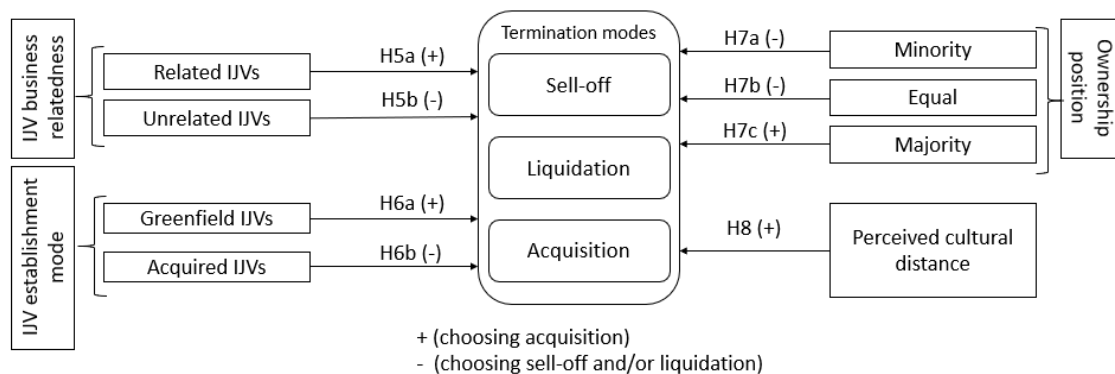 IJV business
relatedness
Related IJVs
Unrelated IJVs
H5a (+)
H5b (-)
IJV establishment
mode
Greenfield IJVs
Acquired IJVs
H6a (+)
H6b (-)
Termination modes
Sell-off
Liquidation
Acquisition
H7a (-)
H7b (-)
H7c (+)
Minority
Equal
Majority
Ownership
position
H8 (+)
Perceived cultural
distance
+ (choosing acquisition)
- (choosing sell-off and/or liquidation)